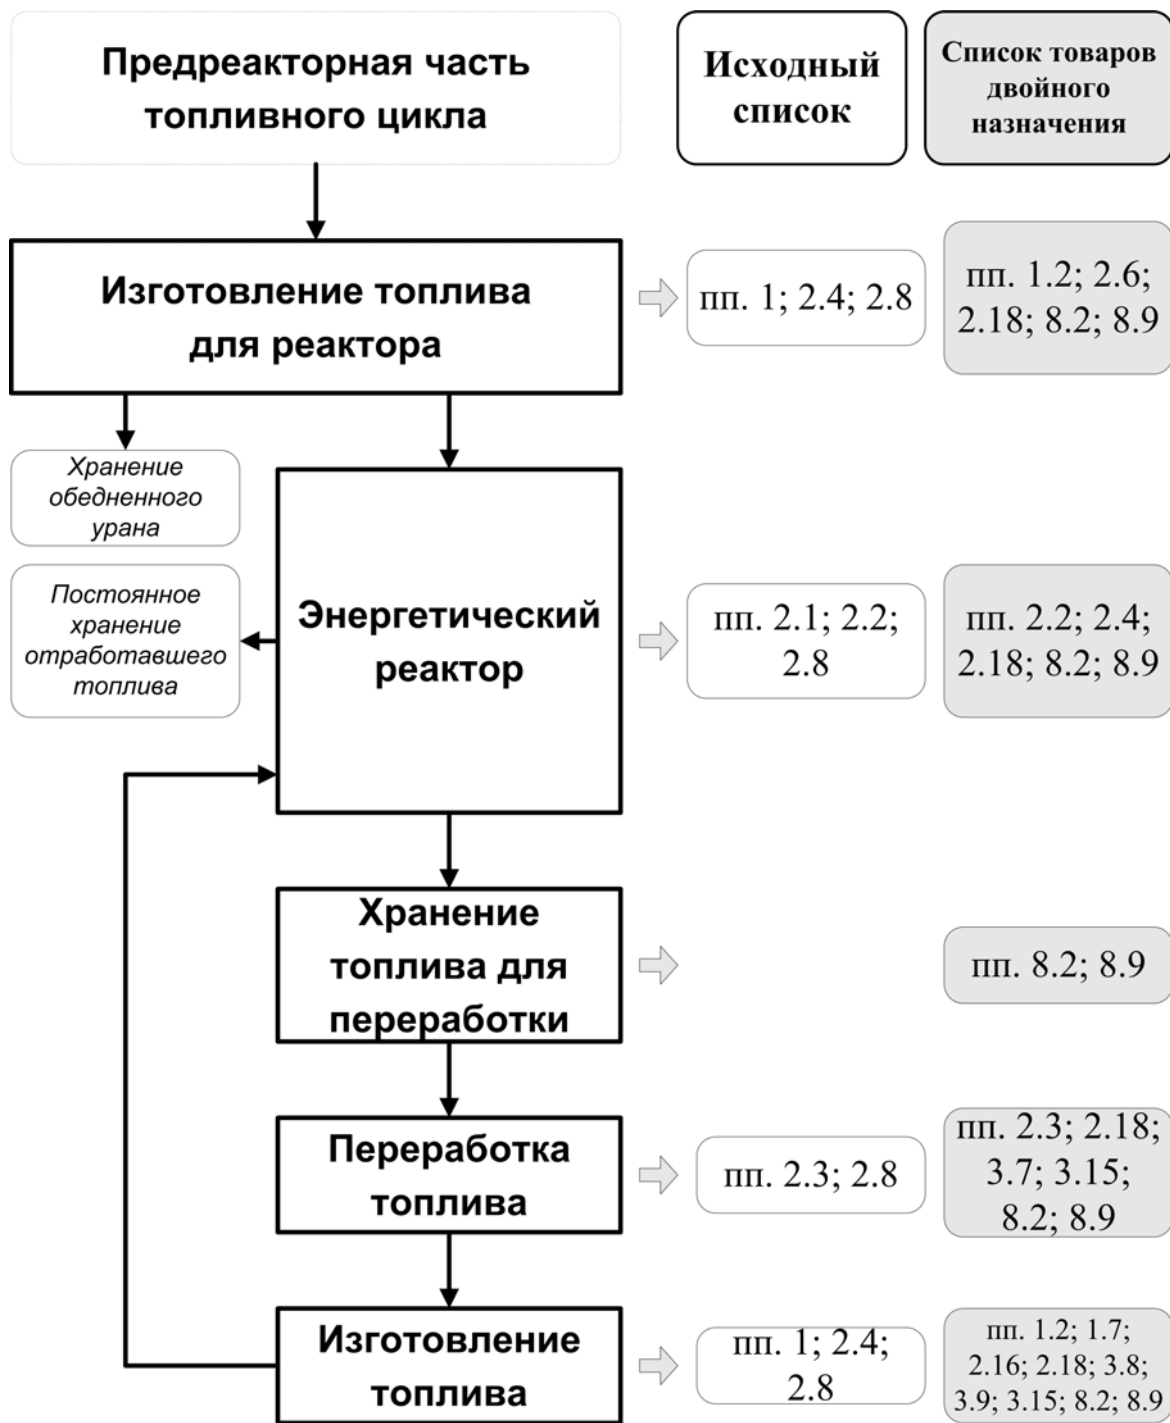 Предреакторная часть
топливного цикла
Исходный
список
Список товаров
двойного
назначения
Изготовление топлива
для реактора
пп. 1; 2.4; 2.8
пп. 1.2; 2.6;
2.18; 8.2; 8.9
Хранение
обедненного
урана
Постоянное
хранение
отработавшего
топлива
Энергетический
реактор
пп. 2.1; 2.2;
2.8
пп. 2.2; 2.4;
2.18; 8.2; 8.9
Хранение
топлива для
переработки
пп. 8.2; 8.9
Переработка
топлива
пп. 2.3; 2.8
пп. 2.3; 2.18;
3.7; 3.15;
8.2; 8.9
Изготовление
топлива
пп. 1; 2.4;
2.8
пп. 1.2; 1.7;
2.16; 2.18; 3.8;
3.9; 3.15; 8.2; 8.9